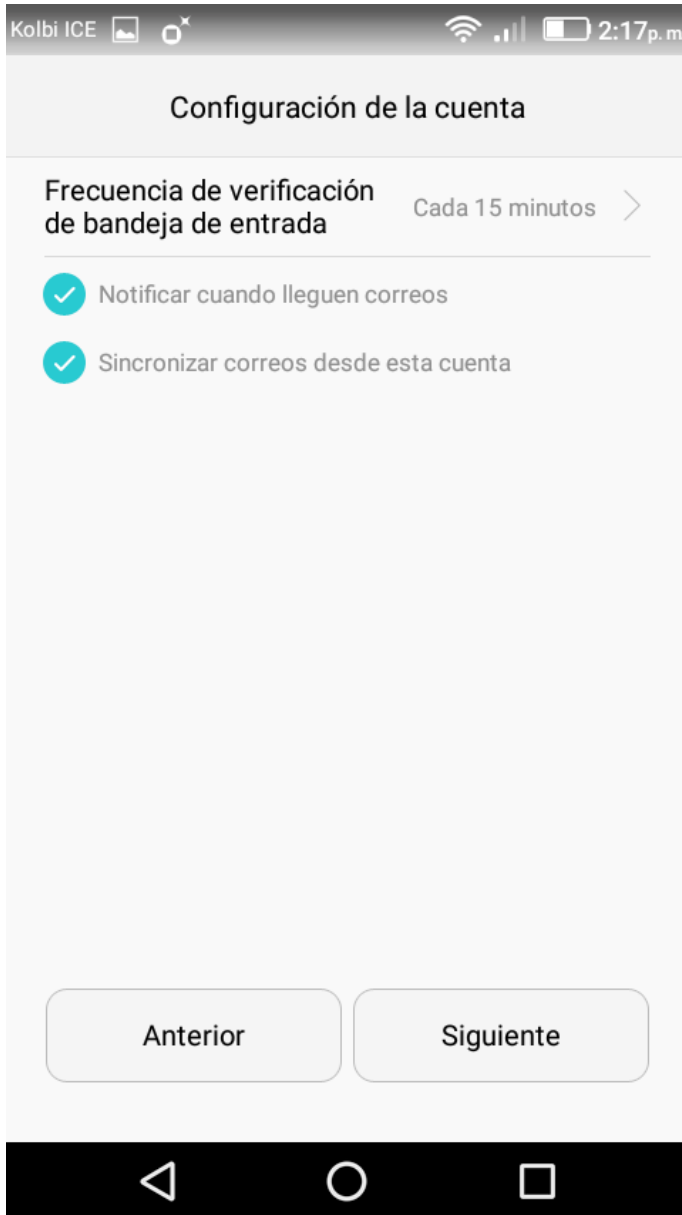 Kolbi ICE 2:17p. m
Configuración de la cuenta
Frecuencia de verificación
de bandeja de entrada
Cada 15 minutos
Notificar cuando lleguen correos
Sincronizar correos desde esta cuenta
Anterior
Siguiente